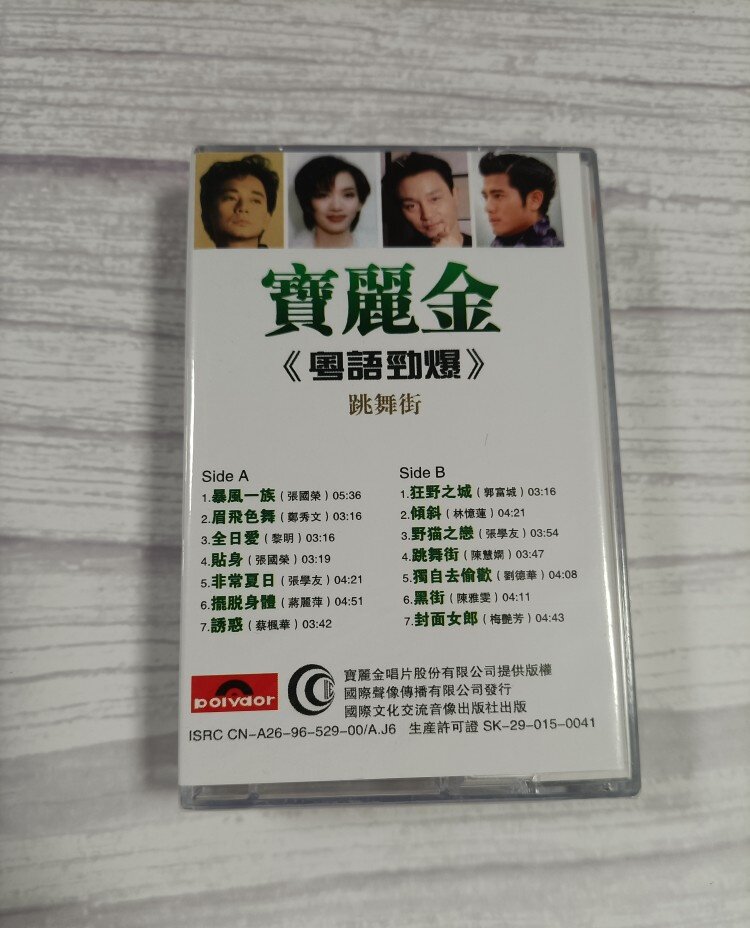 寶麗金
《粵語勁爆》
跳舞街
Side A
1.暴風一族（張國榮）05:36
2.眉飛色舞（鄭秀文）03:16
3.全日愛（黎明）03:16
4.貼身（張國榮）03:19
5.非常夏日（張學友）04:21
6.擺脱身體（蔣麗萍）04:51
7.誘惑（蔡楓華）03:42
Side B
1.狂野之城（郭富城）03:16
2.傾斜（林憶蓮）04:21
3.野猫之戀（張學友）03:54
4.跳舞街（陳慧嫻）03:47
5.獨自去偷歡（劉德華）04:08
6.黑街（陳雅雯）04:11
7.封面女郎（梅艷芳）04:43
polydor
寶麗金唱片股份有限公司提供版權
國際聲像傳播有限公司發行
國際文化交流音像出版社出版
ISRC CN-A26-96-529-00/A.J6 生産許可證 SK-29-015-0041